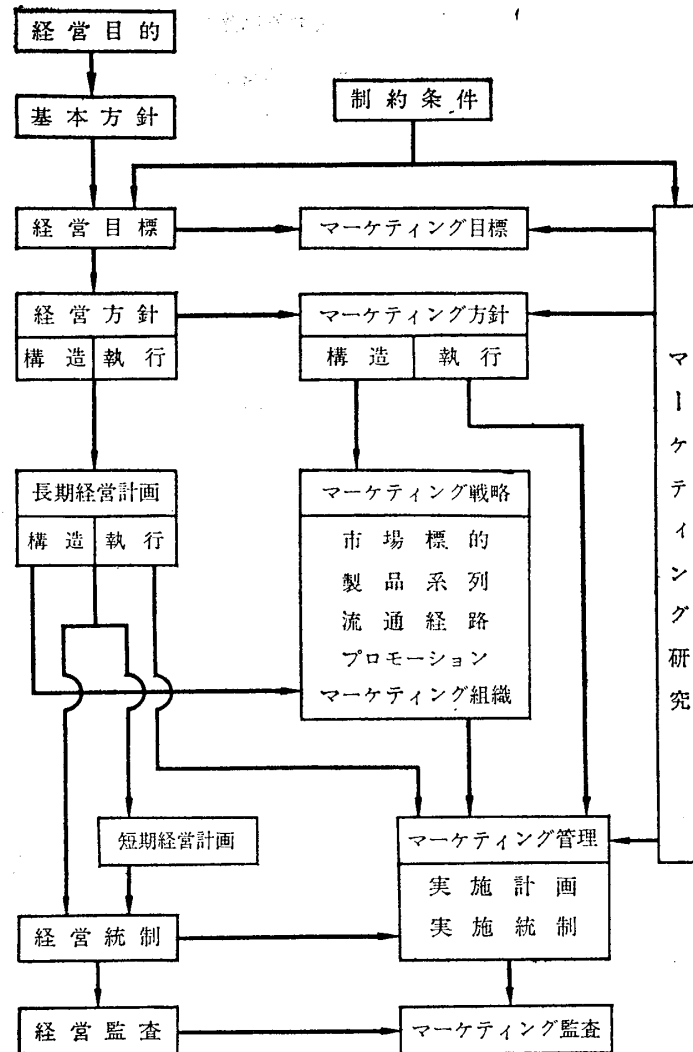 経営目的
基本方針
制約条件
経営目標
マーケティング目標
経営方針
構造
執行
マーケティング方針
構造
執行
マーケティング研究
長期経営計画
構造
執行
マーケティング戦略
市場標的
製品系列
流通経路
プロモーション
マーケティング組織
短期経営計画
マーケティング管理
実施計画
実施統制
経営統制
経営監査
マーケティング監査